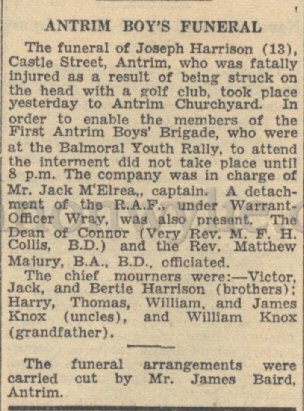 ANTRIM BOY'S FUNERAL
The funeral of Joseph Harrison (13),
Castle Street, Antrim, who was fatally
injured as a result of being struck on
the head with a golf club, took place
yesterday to Antrim Churchyard. In
order to enable the members of the
First Antrim Boys' Brigade, who were
at the Balmoral Youth Rally, to attend
the interment did not take place until
8 p.m. The company was in charge of
Mr. Jack M'Elrea,, captain. A detach-
ment of the R.A.F., under Warrant-
Officer Wray, was also present. The
Dean of Connor (Very Rev. M. F. H.
Collis, B.D.) and the Rev. Matthew
Majury, B.A., B.D., officiated.
The chief mourners were:—Victor,
Jack, and Bertie Harrison (brothers);
Harry, Thomas, William, and James
Knox (uncles), and William Knox
(grandfather).
The funeral arrangements were
carried out by Mr. James Baird,
Antrim.